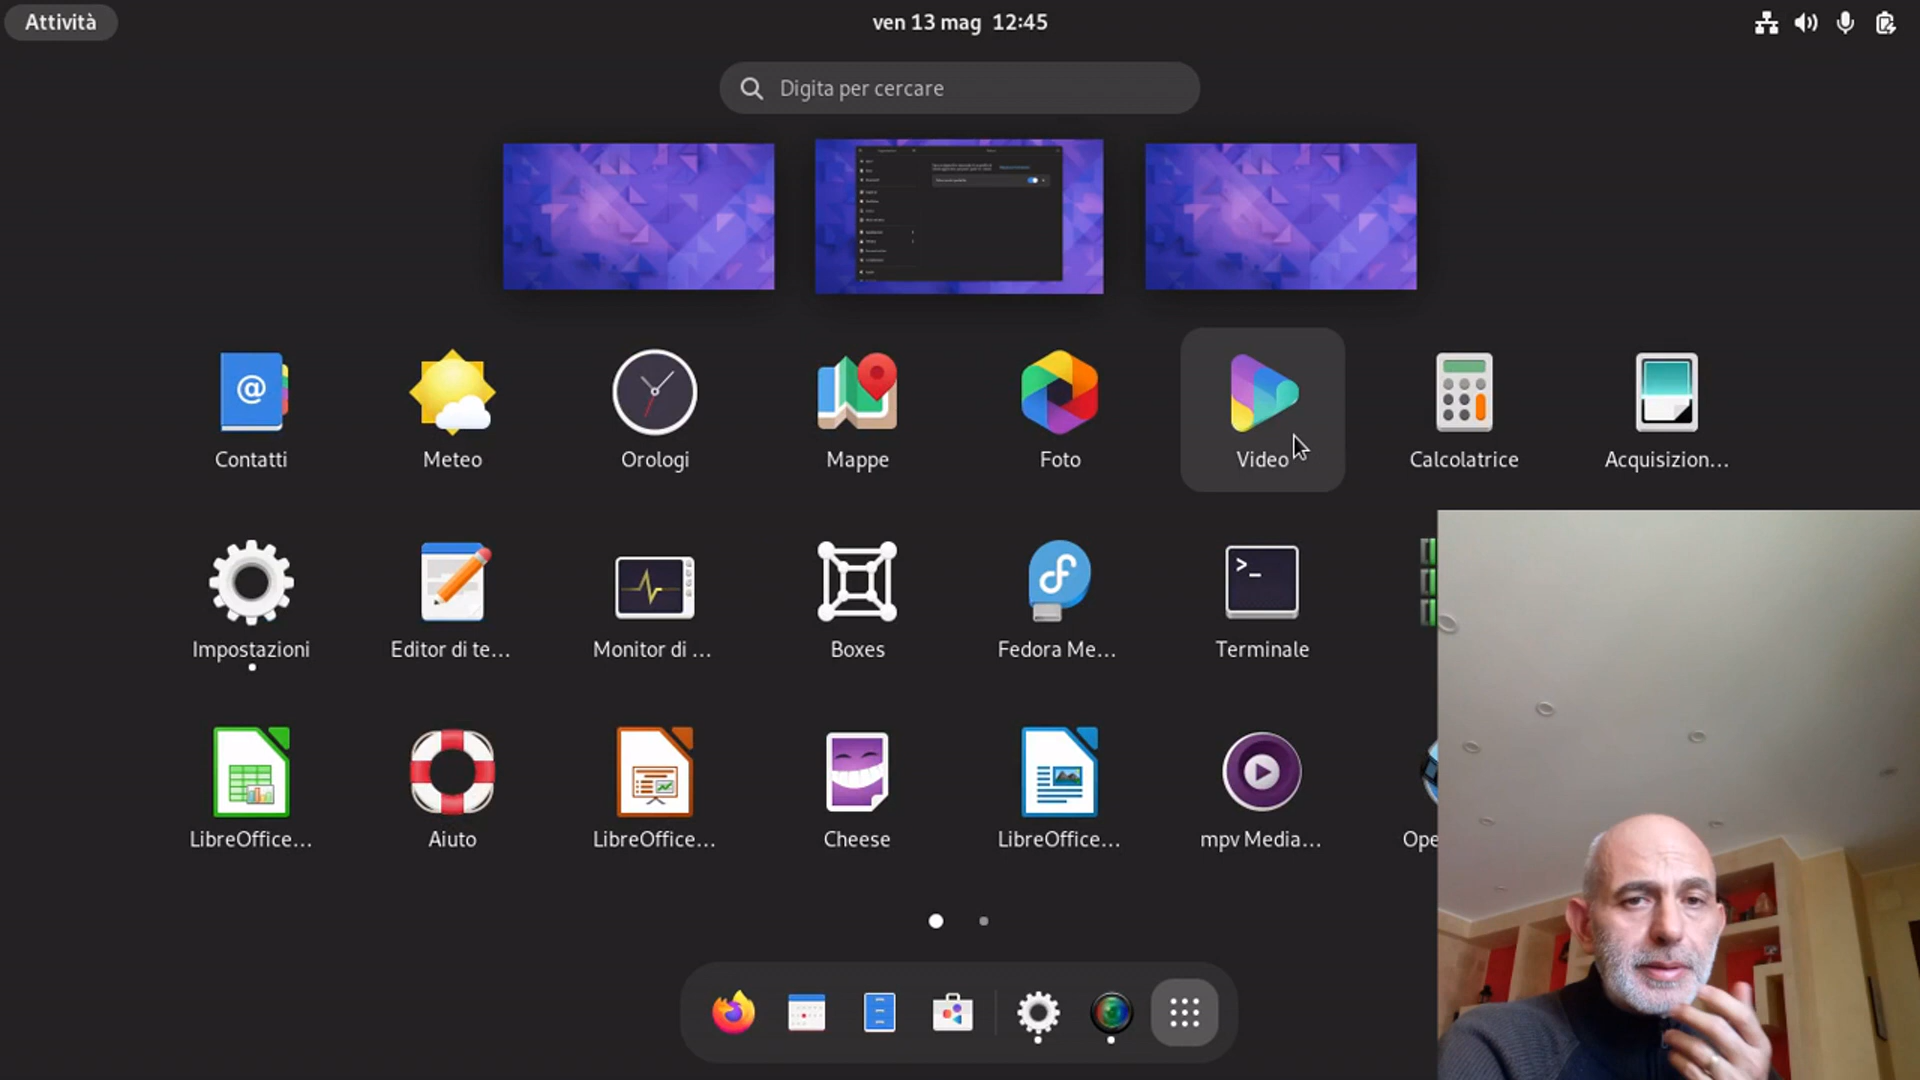 Attività
ven 13 mag 12:45
Digita per cercare
Contatti
Meteo
Orologi
Mappe
Foto
Video
Calcolatrice
Acquisizion...
Impostazioni
Editor di te...
Monitor di ...
Boxes
Fedora Me...
Terminale
LibreOffice...
Aiuto
LibreOffice...
Cheese
LibreOffice...
mpv Media...
Ope